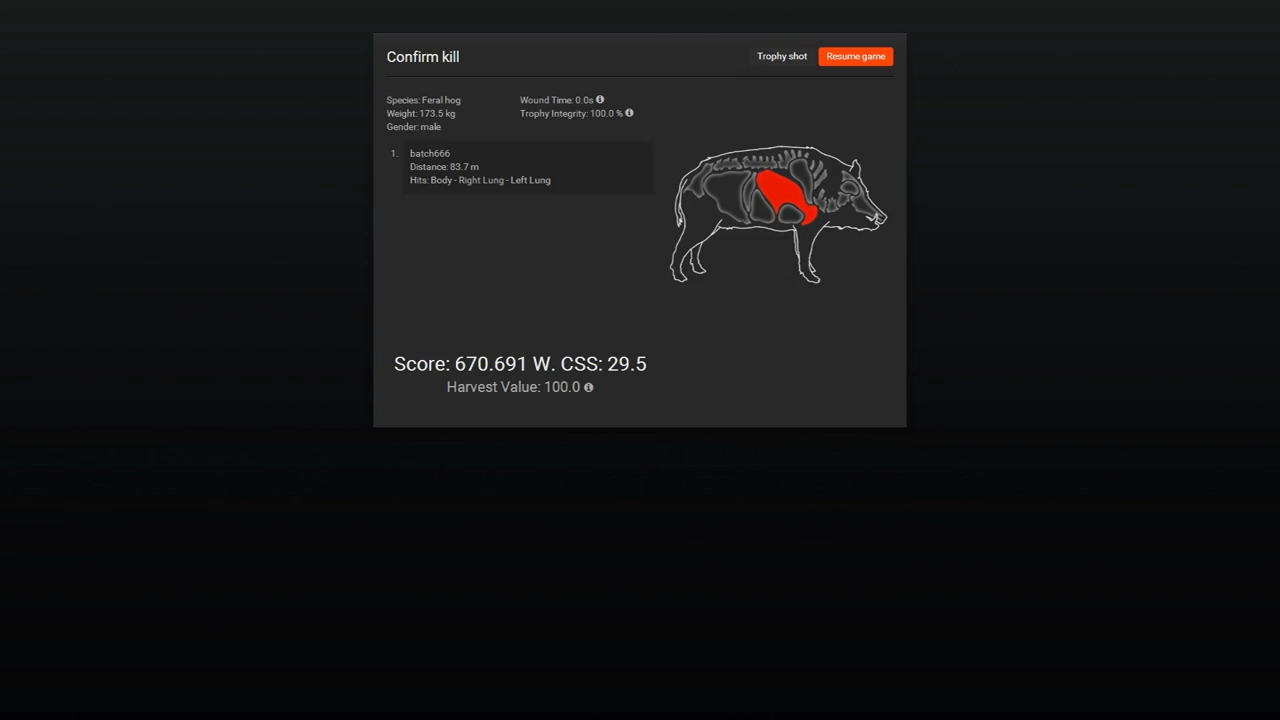 Confirm kill
Trophy shot
Resume game
Species: Feral hog
Weight: 173.5 kg
Gender: male
Wound Time: 0.0s
Trophy Integrity: 100.0 %
1.
batch666
Distance: 83.7 m
Hits: Body - Right Lung - Left Lung
Score: 670.691 W. CSS: 29.5
Harvest Value: 100.0